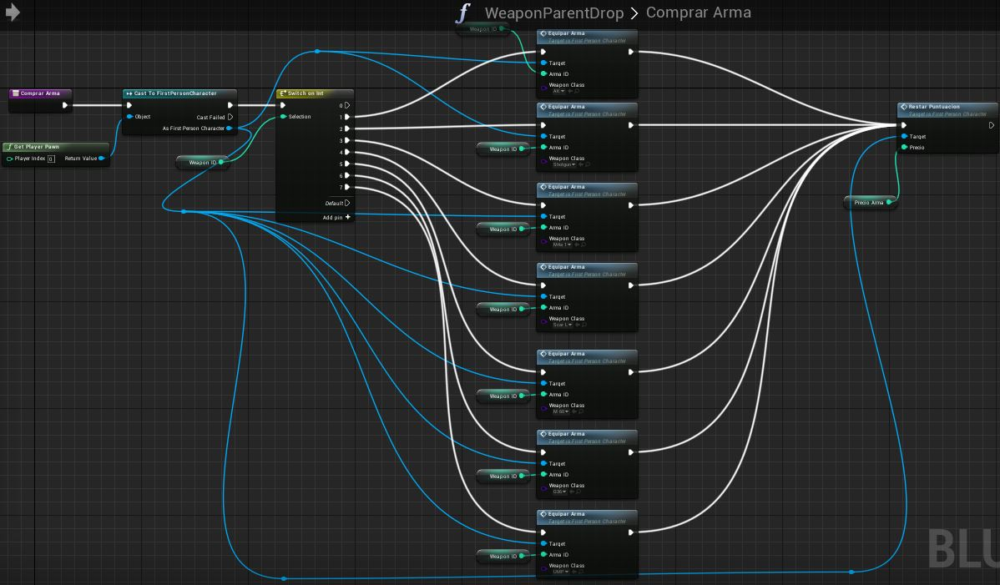 WeaponParentDrop > Comprar Arma
Weapon ID
Equipar Arma
Target is First Person Character
Target
Arma ID
Weapon Class
AK
Comprar Arma
Cast To FirstPersonCharacter
Object
Cast Failed
As First Person Character
Get Player Pawn
Player Index 0
Return Value
Weapon ID
Switch on Int
Selection
0
1
2
3
4
5
6
7
Default
Add pin +
Equipar Arma
Target is First Person Character
Target
Weapon ID
Arma ID
Weapon Class
Shotgun
Restar Puntuacion
Target
Precio
Precio Arma
Equipar Arma
Target is First Person Character
Target
Weapon ID
Arma ID
Weapon Class
Equipar Arma
Target is First Person Character
Target
Weapon ID
Arma ID
Weapon Class
Scar L
Equipar Arma
Target is First Person Character
Target
Weapon ID
Arma ID
Weapon Class
M 60
Equipar Arma
Target is First Person Character
Target
Weapon ID
Arma ID
Weapon Class
G36
Equipar Arma
Target is First Person Character
Target
Weapon ID
Arma ID
Weapon Class
UMP
BLU